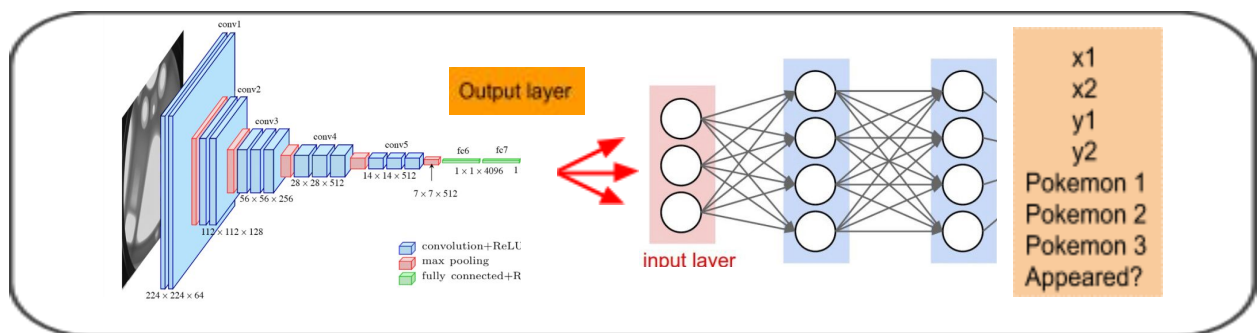 conv1
conv2
conv3
conv4
conv5
fc6
fc7
224 × 224 × 64
112 × 112 × 128
56 × 56 × 256
28 × 28 × 512
14 × 14 × 512
7 × 7 × 512
1 × 1 × 4096
1
convolution+ReLU
max pooling
fully connected+R
Output layer
input layer
x1
x2
y1
y2
Pokemon 1
Pokemon 2
Pokemon 3
Appeared?